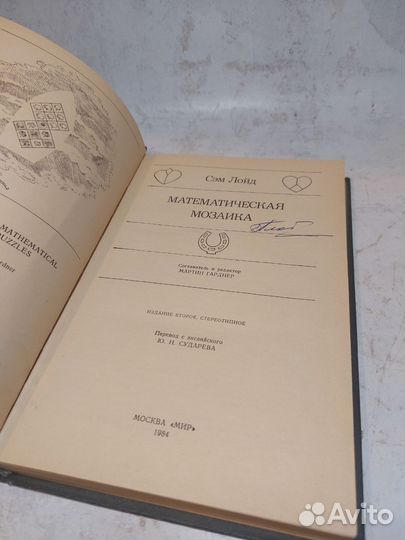 MATHEMATICAL
PUZZLES
Сэм Лойд
МАТЕМАТИЧЕСКАЯ
МОЗАИКА
Составитель и редактор
МАРТИН ГАРДНЕР
ИЗДАНИЕ ВТОРОЕ, СТЕРЕОТИПНОЕ
Перевод с английского
Ю. Н. СУДАРЕВА
МОСКВА «МИР»
1984
Avito